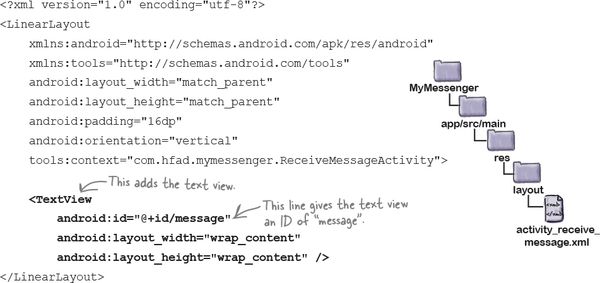 <?xml version="1.0" encoding="utf-8"?>
<LinearLayout
xmlns:android="http://schemas.android.com/apk/res/android"
xmlns:tools="http://schemas.android.com/tools"
android:layout_width="match_parent"
android:layout_height="match_parent"
android:padding="16dp"
android:orientation="vertical"
tools:context="com.hfad.mymessenger.ReceiveMessageActivity">
This adds the text view.
<TextView
android:id="@+id/message"
This line gives the text view
an ID of "message".
android:layout_width="wrap_content"
android:layout_height="wrap_content" />
</LinearLayout>
MyMessenger
app/src/main
res
layout
<xml>
</xml>
activity_receive_
message.xml